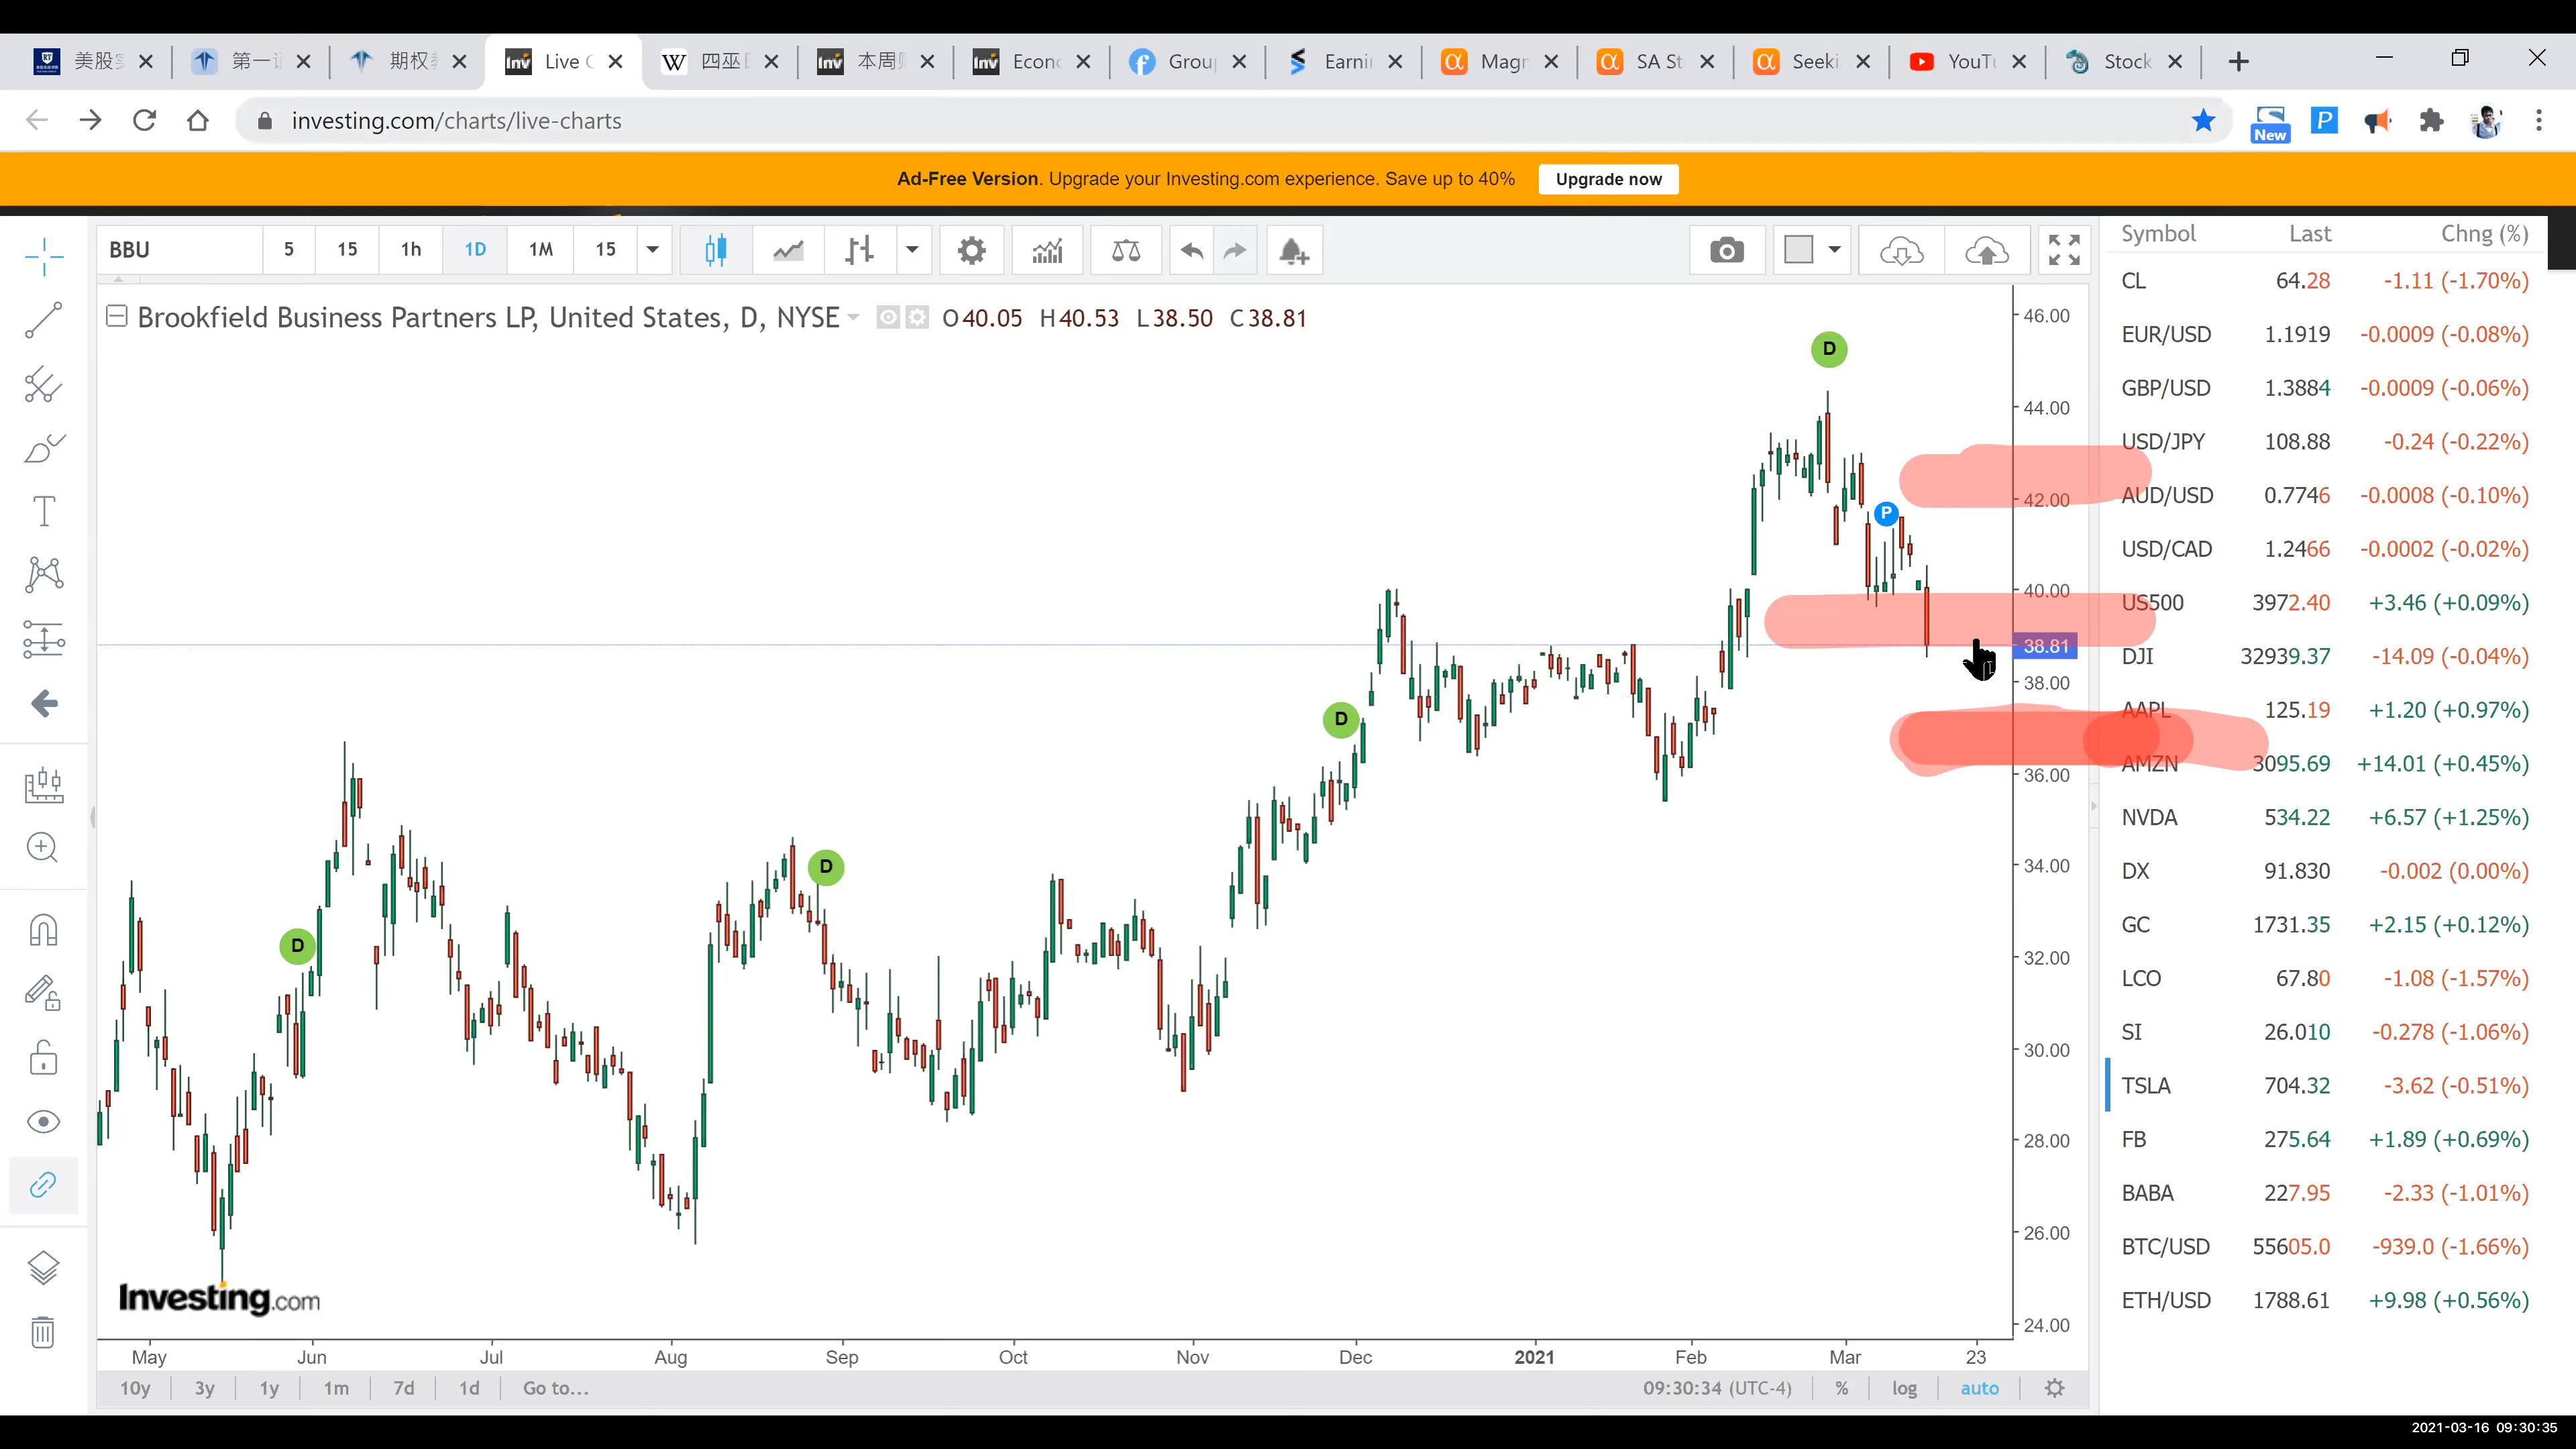 美股 第一 期权 Live W 四巫 本周 Econo Group Earnin Magn SA St Seeki YouTu Stock
investing.com/charts/live-charts
New P
Ad-Free Version. Upgrade your Investing.com experience. Save up to 40% Upgrade now
BBU 5 15 1h 1D 1M 15
Symbol Last Chng (%)
Brookfield Business Partners LP, United States, D, NYSE O40.05 H40.53 L38.50 C38.81
CL 64.28 -1.11 (-1.70%)
EUR/USD 1.1919 -0.0009 (-0.08%)
GBP/USD 1.3884 -0.0009 (-0.06%)
USD/JPY 108.88 -0.24 (-0.22%)
AUD/USD 0.7746 -0.0008 (-0.10%)
USD/CAD 1.2466 -0.0002 (-0.02%)
US500 3972.40 +3.46 (+0.09%)
DJI 32939.37 -14.09 (-0.04%)
AAPL 125.19 +1.20 (+0.97%)
AMZN 3095.69 +14.01 (+0.45%)
NVDA 534.22 +6.57 (+1.25%)
DX 91.830 -0.002 (0.00%)
GC 1731.35 +2.15 (+0.12%)
LCO 67.80 -1.08 (-1.57%)
SI 26.010 -0.278 (-1.06%)
TSLA 704.32 -3.62 (-0.51%)
FB 275.64 +1.89 (+0.69%)
BABA 227.95 -2.33 (-1.01%)
BTC/USD 55605.0 -939.0 (-1.66%)
ETH/USD 1788.61 +9.98 (+0.56%)
46.00
44.00
42.00
40.00
38.81
38.00
36.00
34.00
32.00
30.00
28.00
26.00
24.00
D
P
D
D
D
Investing.com
May Jun Jul Aug Sep Oct Nov Dec 2021 Feb Mar 23
10y 3y 1y 1m 7d 1d Go to... 09:30:34 (UTC-4) % log auto
2021-03-16 09:30:35